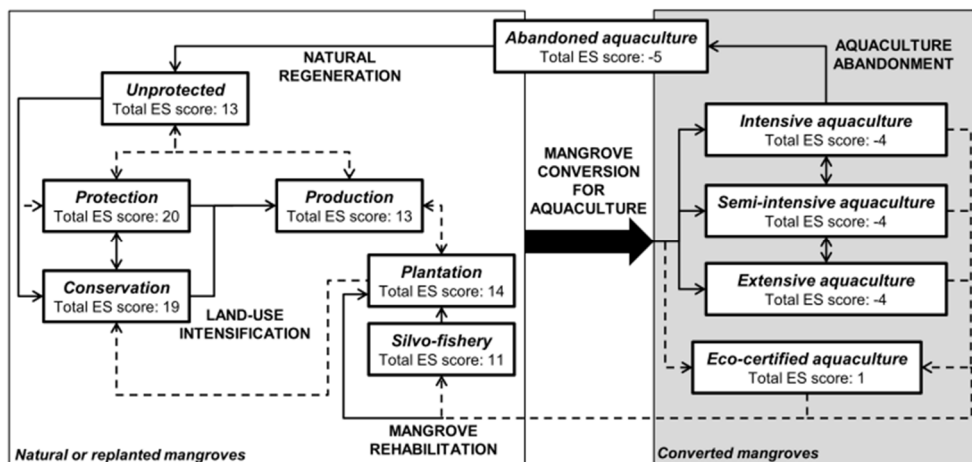 Abandoned aquaculture
Total ES score: -5
NATURAL
REGENERATION
AQUACULTURE
ABANDONMENT
Unprotected
Total ES score: 13
Intensive aquaculture
Total ES score: -4
MANGROVE
CONVERSION
FOR
AQUACULTURE
Protection
Total ES score: 20
Production
Total ES score: 13
Semi-intensive aquaculture
Total ES score: -4
Conservation
Total ES score: 19
Plantation
Total ES score: 14
Extensive aquaculture
Total ES score: -4
LAND-USE
INTENSIFICATION
Silvo-fishery
Total ES score: 11
Eco-certified aquaculture
Total ES score: 1
MANGROVE
REHABILITATION
Natural or replanted mangroves
Converted mangroves